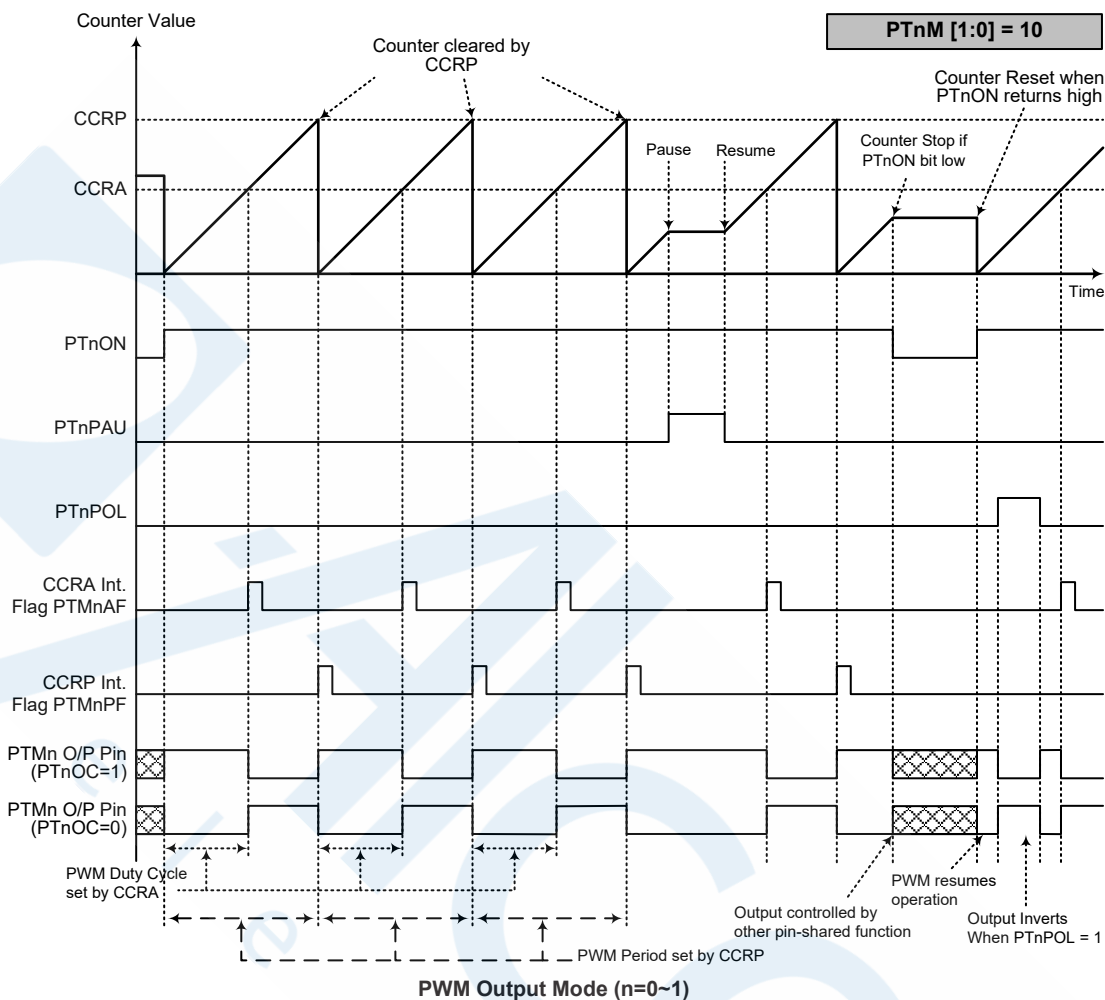 Counter Value
PTnM [1:0] = 10
Counter cleared by
CCRP
Counter Reset when
PTnON returns high
CCRP
Pause
Resume
Counter Stop if
PTnON bit low
CCRA
Time
PTnON
PTnPAU
PTnPOL
CCRA Int.
Flag PTMnAF
CCRP Int.
Flag PTMnPF
PTMn O/P Pin
(PTnOC=1)
PTMn O/P Pin
(PTnOC=0)
PWM Duty Cycle
set by CCRA
PWM resumes
operation
Output controlled by
other pin-shared function
Output Inverts
When PTnPOL = 1
PWM Period set by CCRP
PWM Output Mode (n=0~1)